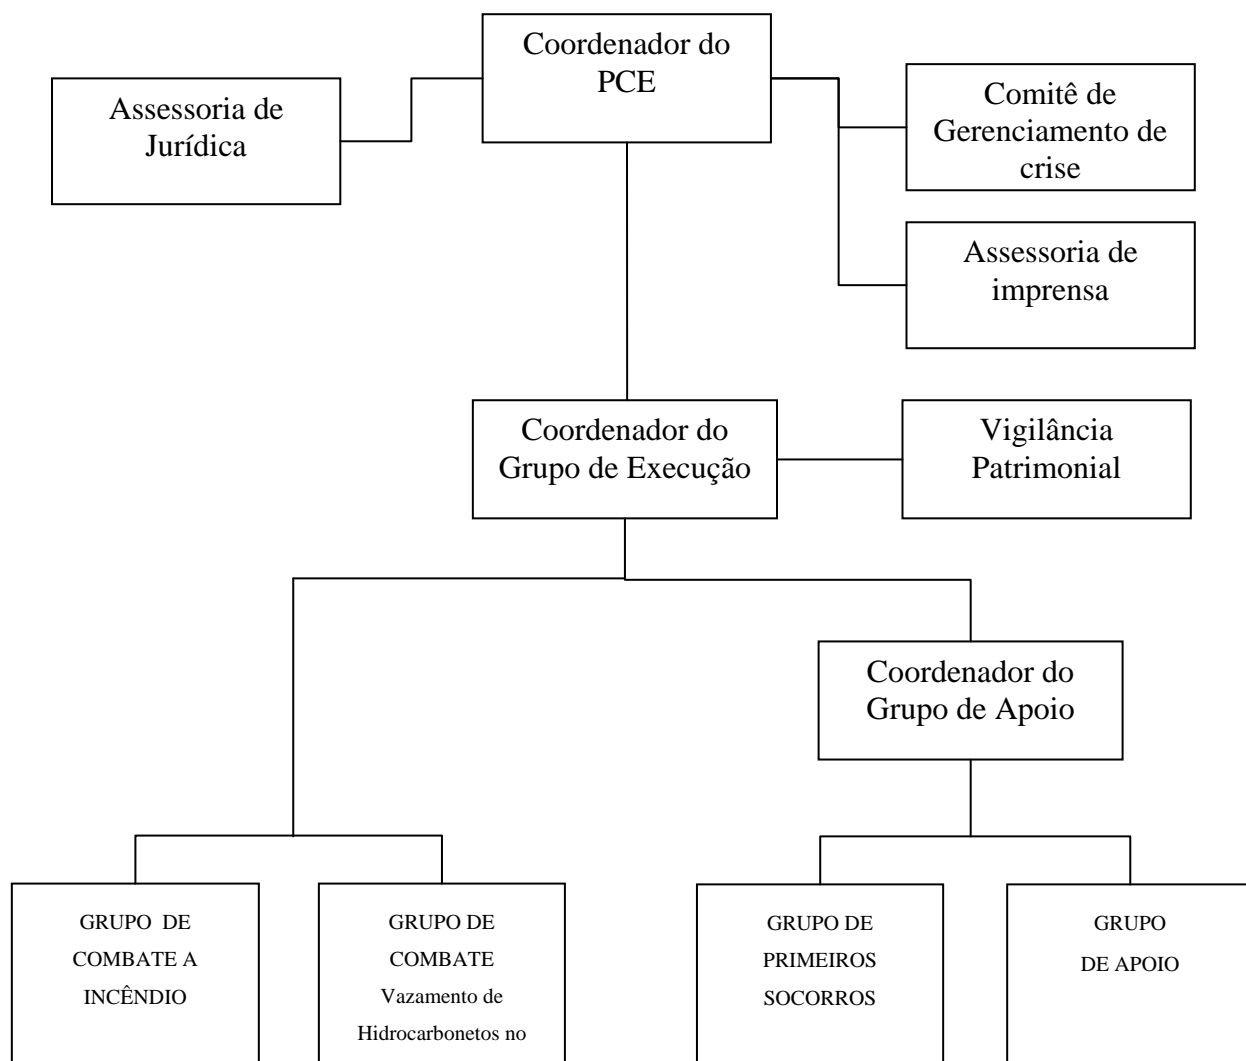 Coordenador do
PCE
Assessoria de
Jurídica
Comitê de
Gerenciamento de
crise
Assessoria de
imprensa
Coordenador do
Grupo de Execução
Vigilância
Patrimonial
Coordenador do
Grupo de Apoio
GRUPO DE
COMBATE A
INCÊNDIO
GRUPO DE
COMBATE
Vazamento de
Hidrocarbonetos no
GRUPO DE
PRIMEIROS
SOCORROS
GRUPO
DE APOIO